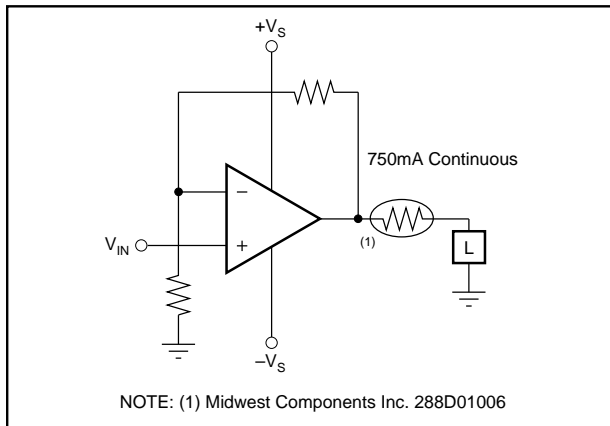 +VS
750mA Continuous
−
(1)
VIN
+
L
–VS
NOTE: (1) Midwest Components Inc. 288D01006